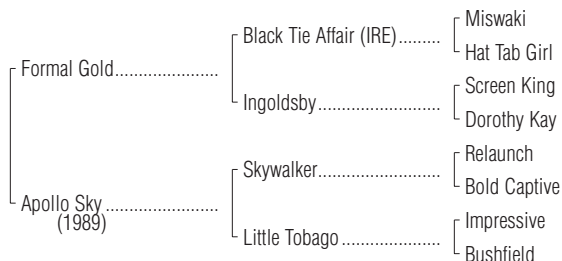 Miswaki
Black Tie Affair (IRE).........
Hat Tab Girl
Formal Gold......................
Screen King
Ingoldsby..........................
Dorothy Kay
Relaunch
Skywalker..........................
Bold Captive
Apollo Sky ........................
(1989)
Impressive
Little Tobago .....................
Bushfield